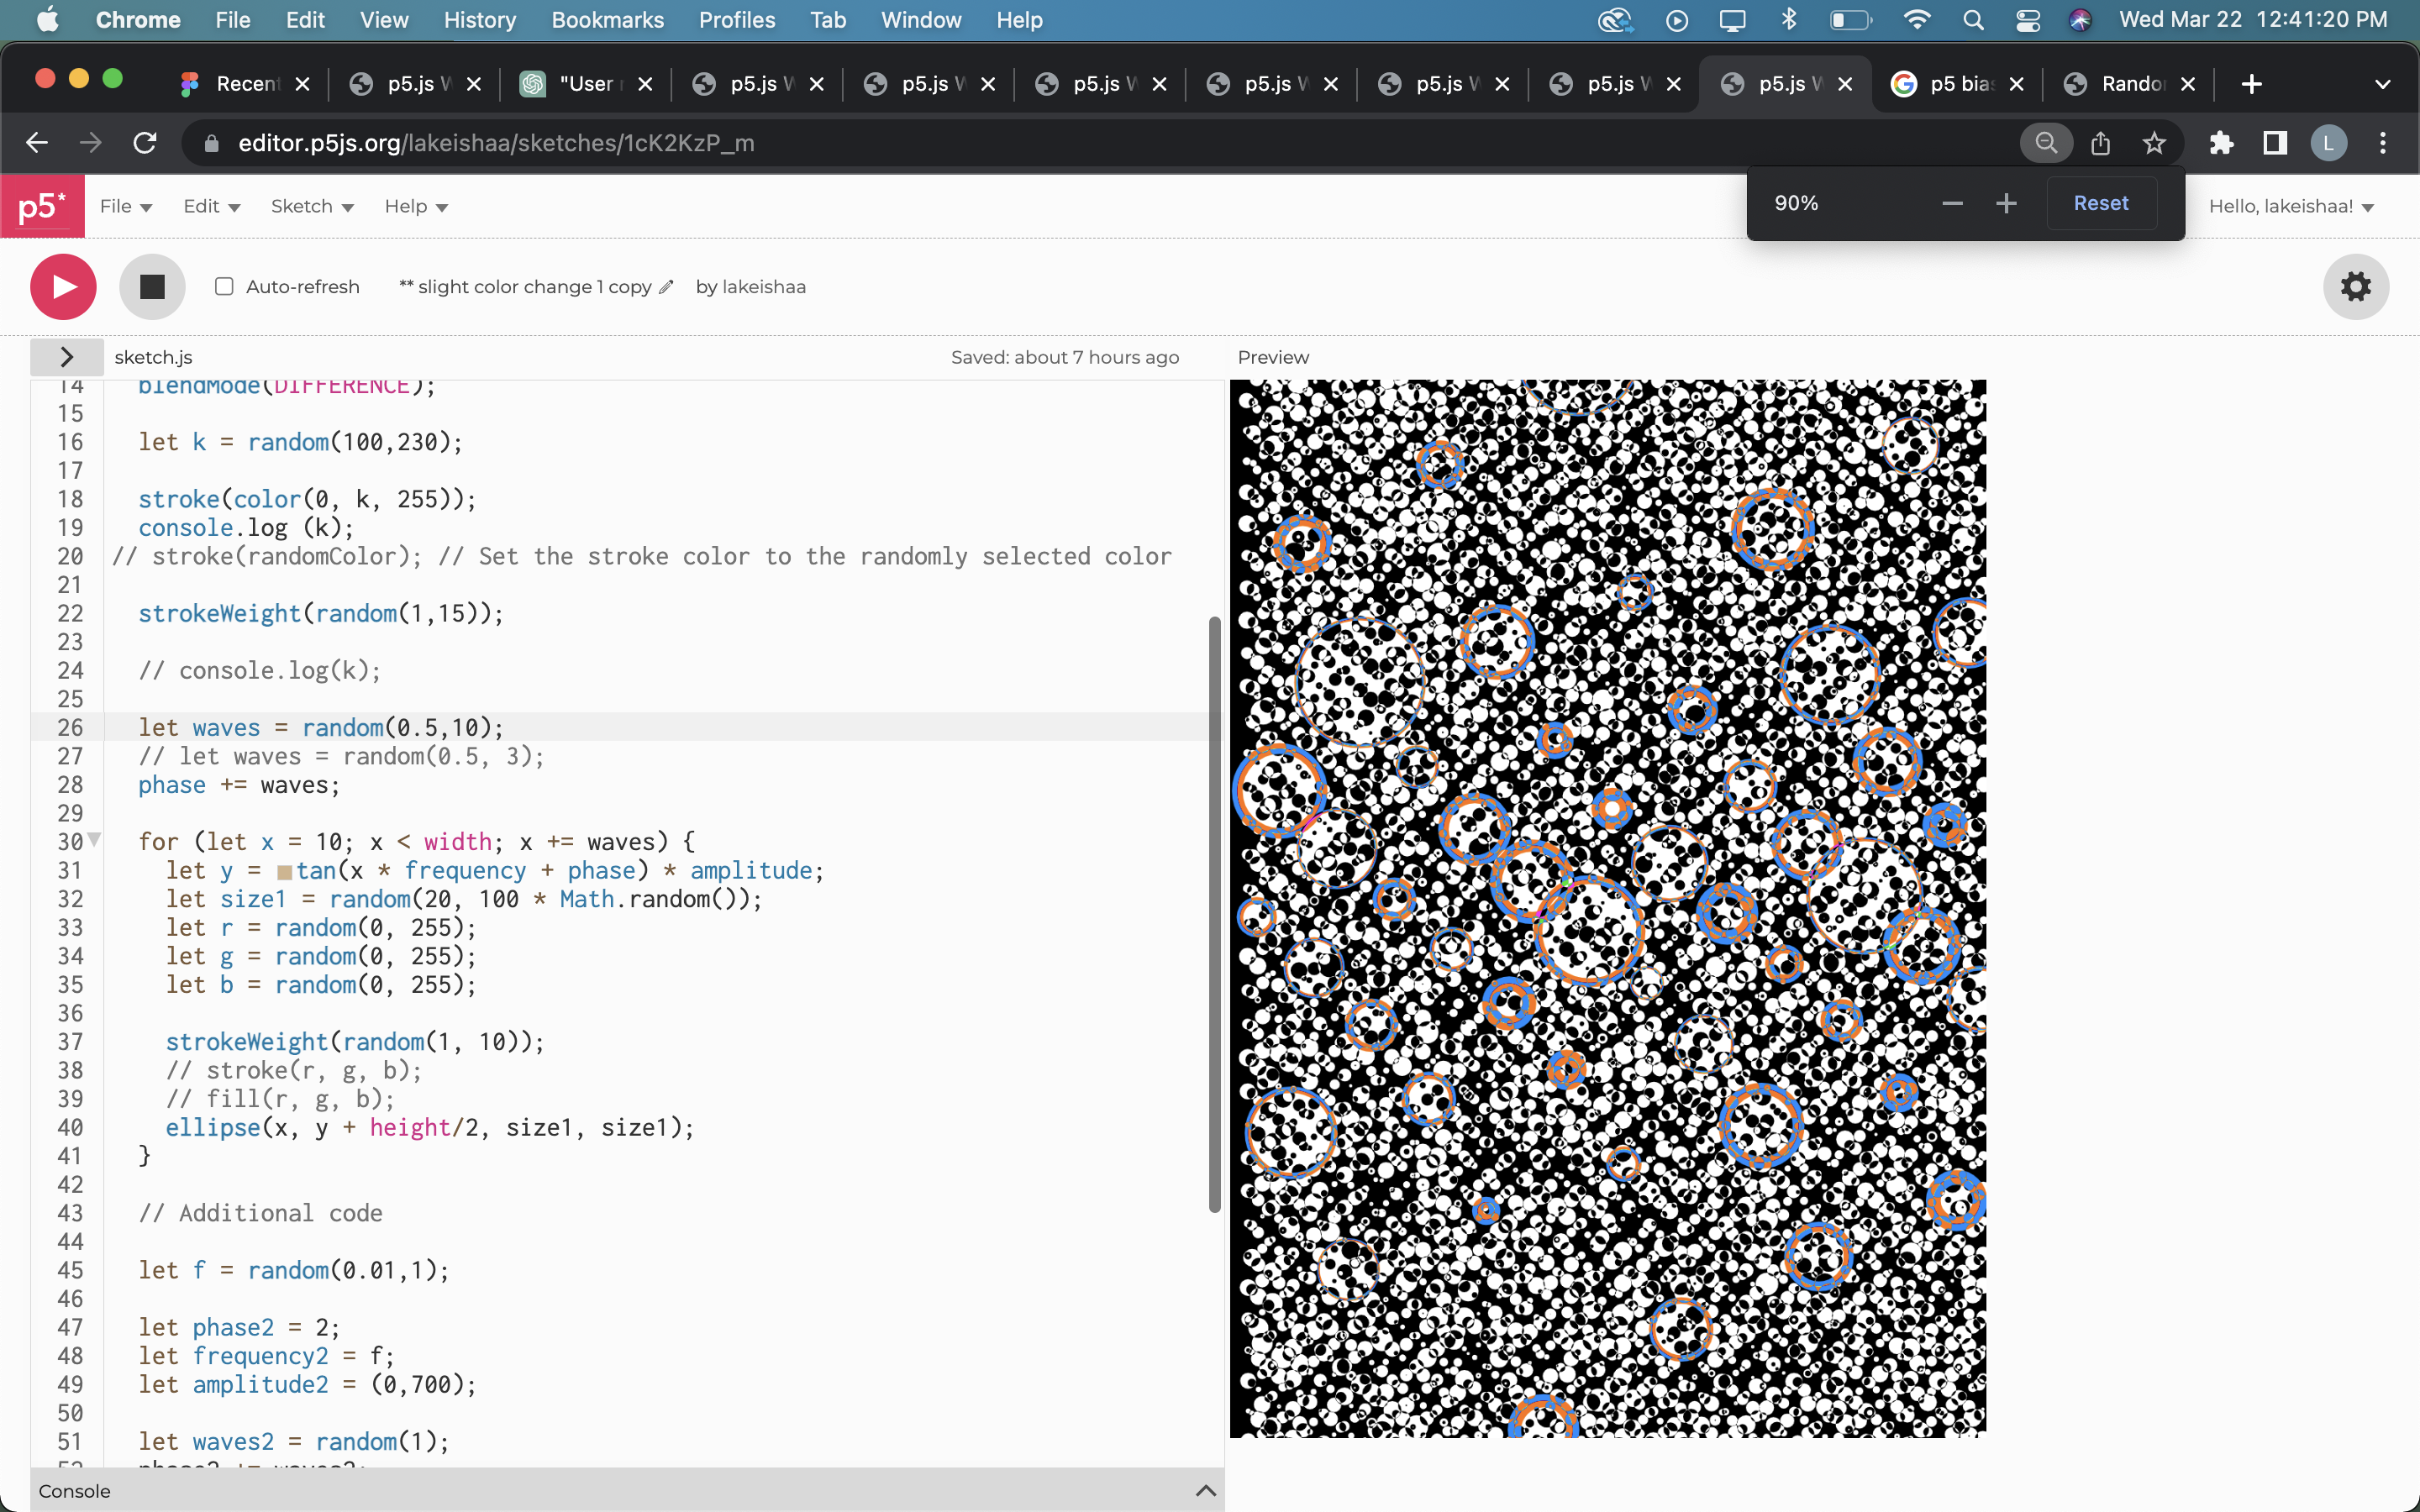 Chrome File Edit View History Bookmarks Profiles Tab Window Help Wed Mar 22 12:41:20 PM
Recent p5.js W "User p5.js W p5.js W p5.js W p5.js W p5.js W p5.js W p5.js W p5 bia Rando
editor.p5js.org/lakeishaa/sketches/1cK2KzP_m L
90% Reset
p5* File Edit Sketch Help Hello, lakeishaa!
Auto-refresh ** slight color change 1 copy by lakeishaa
sketch.js Saved: about 7 hours ago Preview
14 blendMode(DIFFERENCE);
15
16 let k = random(100,230);
17
18 stroke(color(0, k, 255));
19 console.log (k);
20 // stroke(randomColor); // Set the stroke color to the randomly selected color
21
22 strokeWeight(random(1,15));
23
24 // console.log(k);
25
26 let waves = random(0.5,10);
27 // let waves = random(0.5, 3);
28 phase += waves;
29
30 for (let x = 10; x < width; x += waves) {
31 let y = tan(x * frequency + phase) * amplitude;
32 let size1 = random(20, 100 * Math.random());
33 let r = random(0, 255);
34 let g = random(0, 255);
35 let b = random(0, 255);
36
37 strokeWeight(random(1, 10));
38 // stroke(r, g, b);
39 // fill(r, g, b);
40 ellipse(x, y + height/2, size1, size1);
41 }
42
43 // Additional code
44
45 let f = random(0.01,1);
46
47 let phase2 = 2;
48 let frequency2 = f;
49 let amplitude2 = (0,700);
50
51 let waves2 = random(1);
52 phase2 += waves2;
Console